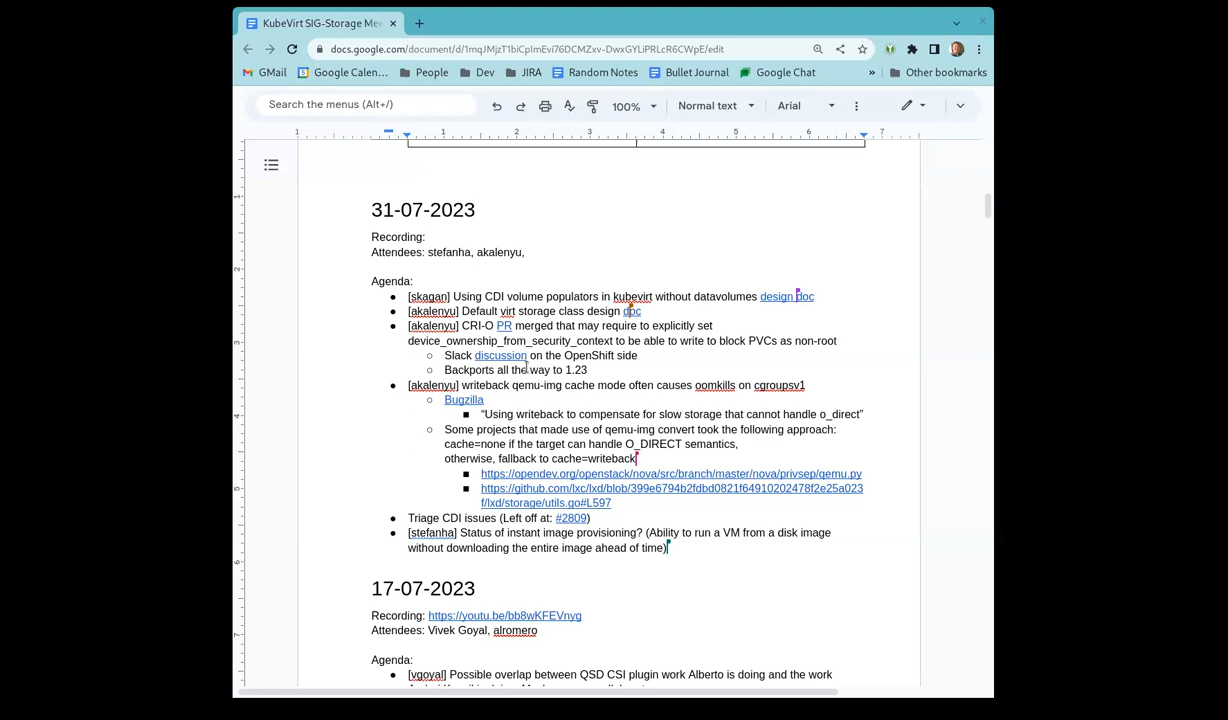 KubeVirt SIG-Storage Mee
docs.google.com/document/d/1mqJMjzT1biCplmEvi76DCMZxv-DwxGYLiPRLcR6CWpE/edit
GMail
Google Calen...
People
Dev
JIRA
Random Notes
Bullet Journal
Google Chat
»
Other bookmarks
Search the menus (Alt+/)
100%
Normal text
Arial
1 1 2 3 4 5 6 7
31-07-2023
Recording:
Attendees: stefanha, akalenyu,
Agenda:
● [skagan] Using CDI volume populators in kubevirt without datavolumes design doc
● [akalenyu] Default virt storage class design doc
● [akalenyu] CRI-O PR merged that may require to explicitly set
device_ownership_from_security_context to be able to write to block PVCs as non-root
○ Slack discussion on the OpenShift side
○ Backports all the way to 1.23
● [akalenyu] writeback qemu-img cache mode often causes oomkills on cgroupsv1
○ Bugzilla
■ “Using writeback to compensate for slow storage that cannot handle o_direct”
○ Some projects that made use of qemu-img convert took the following approach:
cache=none if the target can handle O_DIRECT semantics,
otherwise, fallback to cache=writeback
■ https://opendev.org/openstack/nova/src/branch/master/nova/privsep/qemu.py
■ https://github.com/lxc/lxd/blob/399e6794b2fdbd0821f64910202478f2e25a023
f/lxd/storage/utils.go#L597
● Triage CDI issues (Left off at: #2809)
● [stefanha] Status of instant image provisioning? (Ability to run a VM from a disk image
without downloading the entire image ahead of time)
17-07-2023
Recording: https://youtu.be/bb8wKFEVnyg
Attendees: Vivek Goyal, alromero
Agenda:
● [vgoyal] Possible overlap between QSD CSI plugin work Alberto is doing and the work